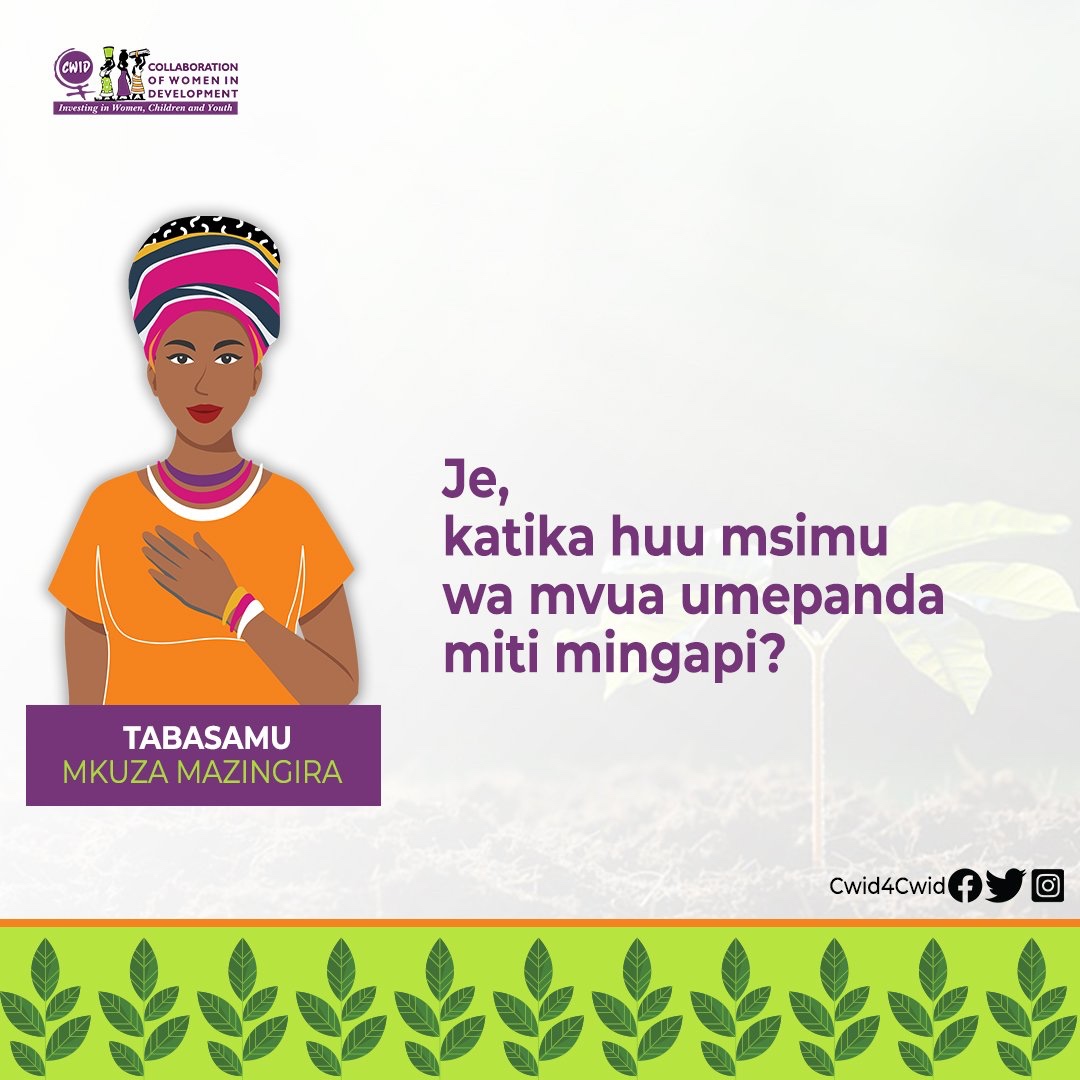 CWID
COLLABORATION
OF WOMEN IN
DEVELOPMENT
Investing in Women, Children and Youth
Je,
katika huu msimu
wa mvua umepanda
miti mingapi?
TABASAMU
MKUZA MAZINGIRA
Cwid4Cwid